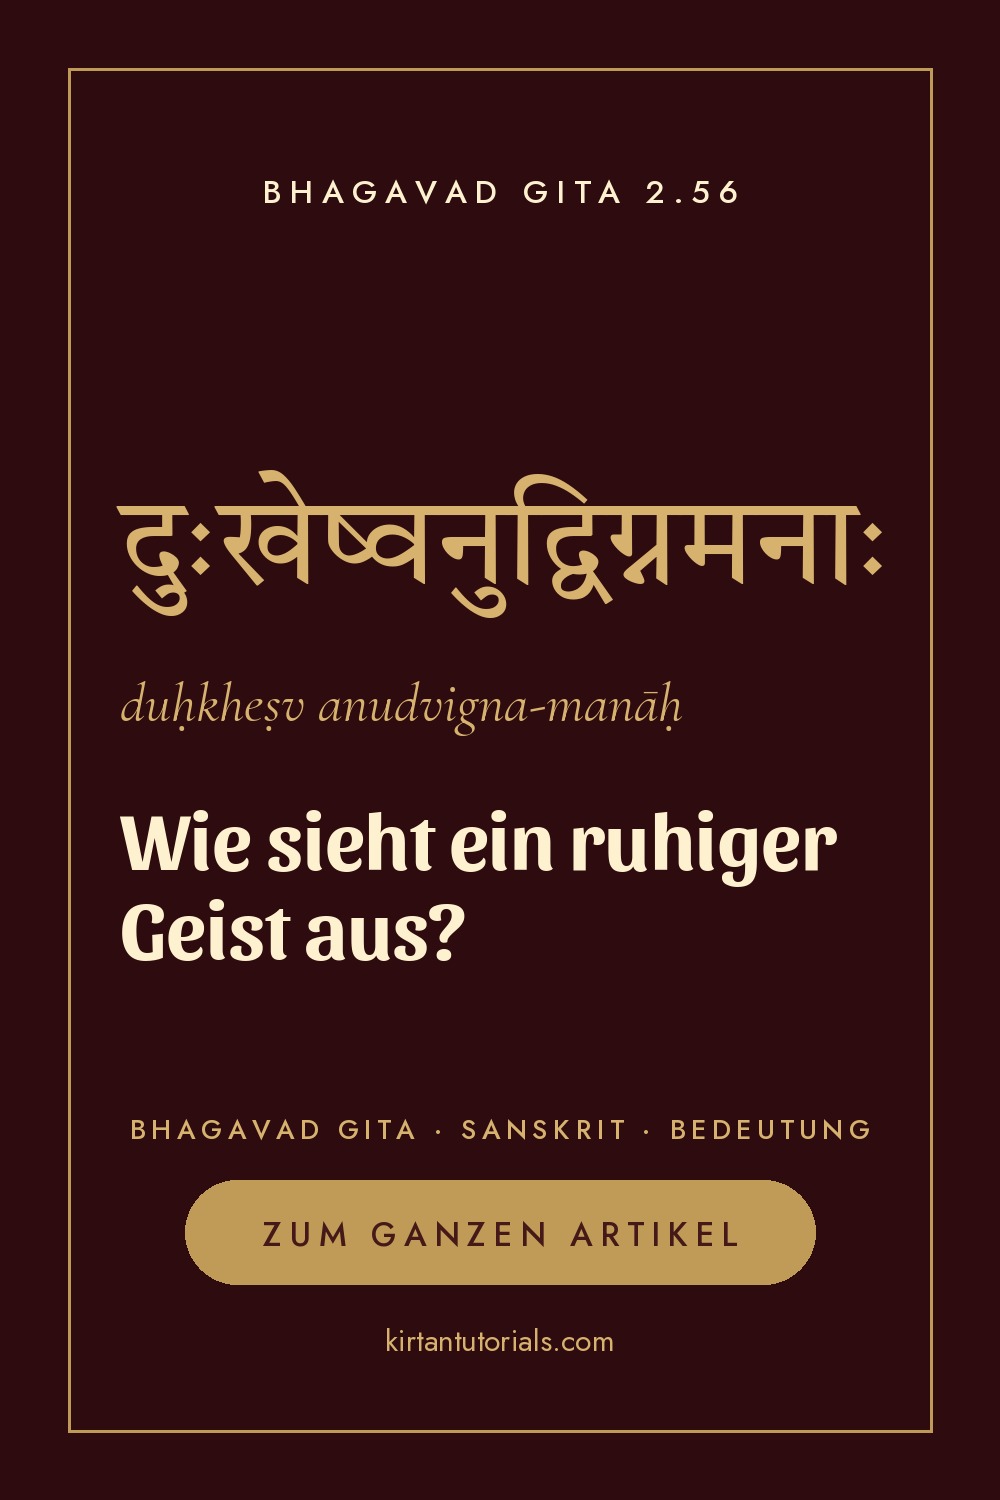 BHAGAVAD GITA 2.56
दुःखेष्वनुद्विग्नमनाः
duḥkheṣv anudvigna-manāḥ
Wie sieht ein ruhiger
Geist aus?
BHAGAVAD GITA · SANSKRIT · BEDEUTUNG
ZUM GANZEN ARTIKEL
kirtantutorials.com